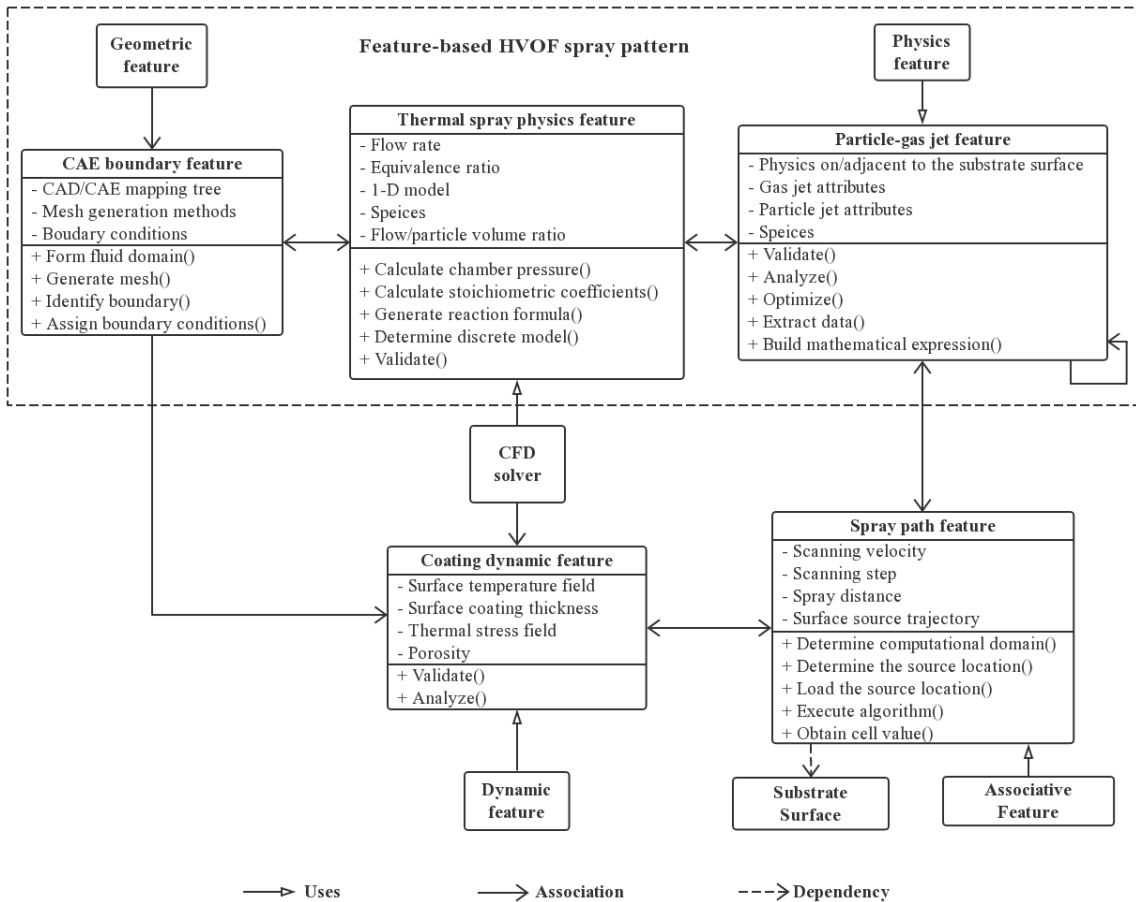 Feature-based HVOF spray pattern
Geometric
feature
Physics
feature
CAE boundary feature
- CAD/CAE mapping tree
- Mesh generation methods
- Boudary conditions
+ Form fluid domain()
+ Generate mesh()
+ Identify boundary()
+ Assign boundary conditions()
Thermal spray physics feature
- Flow rate
- Equivalence ratio
- 1-D model
- Speices
- Flow/particle volume ratio
+ Calculate chamber pressure()
+ Calculate stoichiometric coefficients()
+ Generate reaction formula()
+ Determine discrete model()
+ Validate()
Particle-gas jet feature
- Physics on/adjacent to the substrate surface
- Gas jet attributes
- Particle jet attributes
- Speices
+ Validate()
+ Analyze()
+ Optimize()
+ Extract data()
+ Build mathematical expression()
CFD
solver
Coating dynamic feature
- Surface temperature field
- Surface coating thickness
- Thermal stress field
- Porosity
+ Validate()
+ Analyze()
Spray path feature
- Scanning velocity
- Scanning step
- Spray distance
- Surface source trajectory
+ Determine computational domain()
+ Determine the source location()
+ Load the source location()
+ Execute algorithm()
+ Obtain cell value()
Dynamic
feature
Substrate
Surface
Associative
Feature
Uses
Association
Dependency